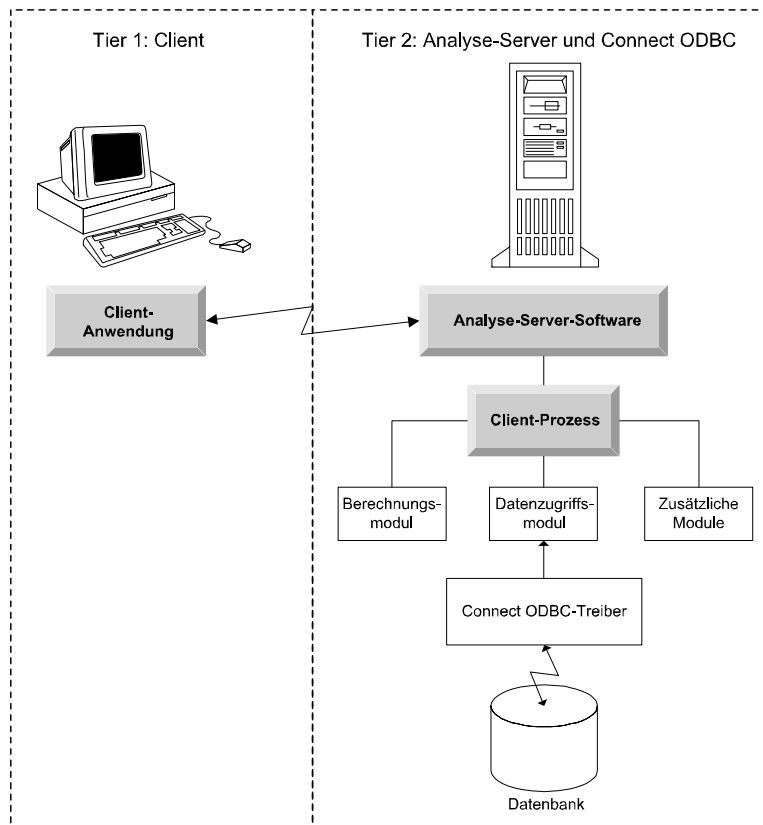 Tier 1: Client
Tier 2: Analyse-Server und Connect ODBC
Client-
Anwendung
Analyse-Server-Software
Client-Prozess
Berechnungs-
modul
Datenzugriffs-
modul
Zusätzliche
Module
Connect ODBC-Treiber
Datenbank